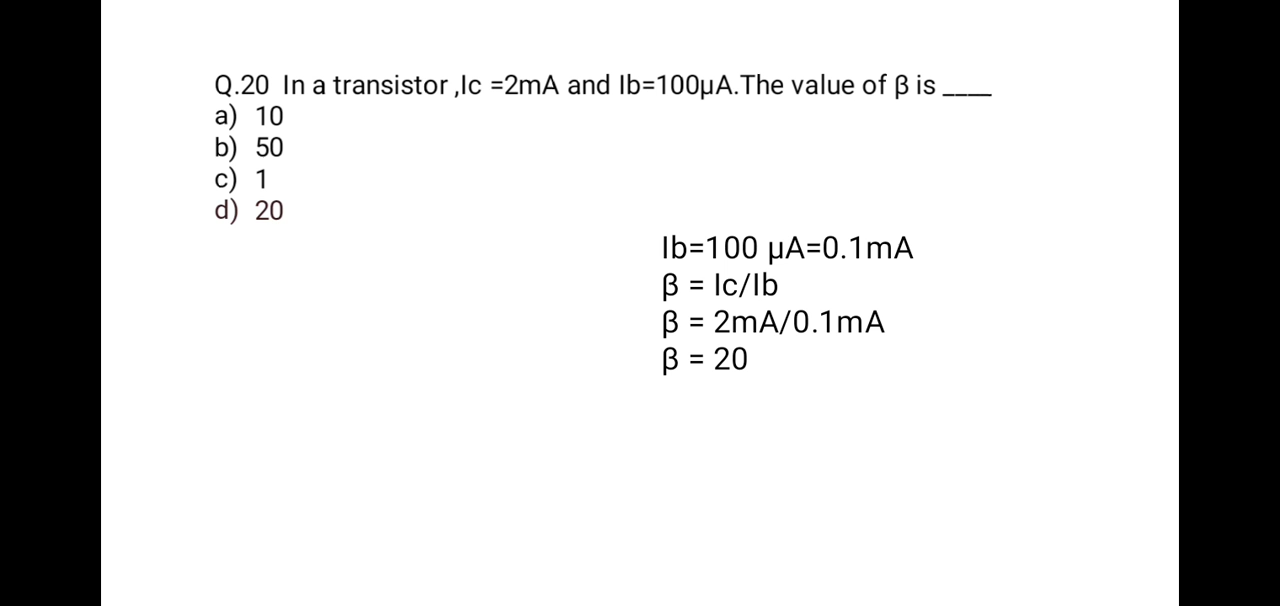 Q.20 In a transistor ,Ic =2mA and Ib=100µA.The value of β is ____
a) 10
b) 50
c) 1
d) 20
Ib=100 µA=0.1mA
β = Ic/Ib
β = 2mA/0.1mA
β = 20